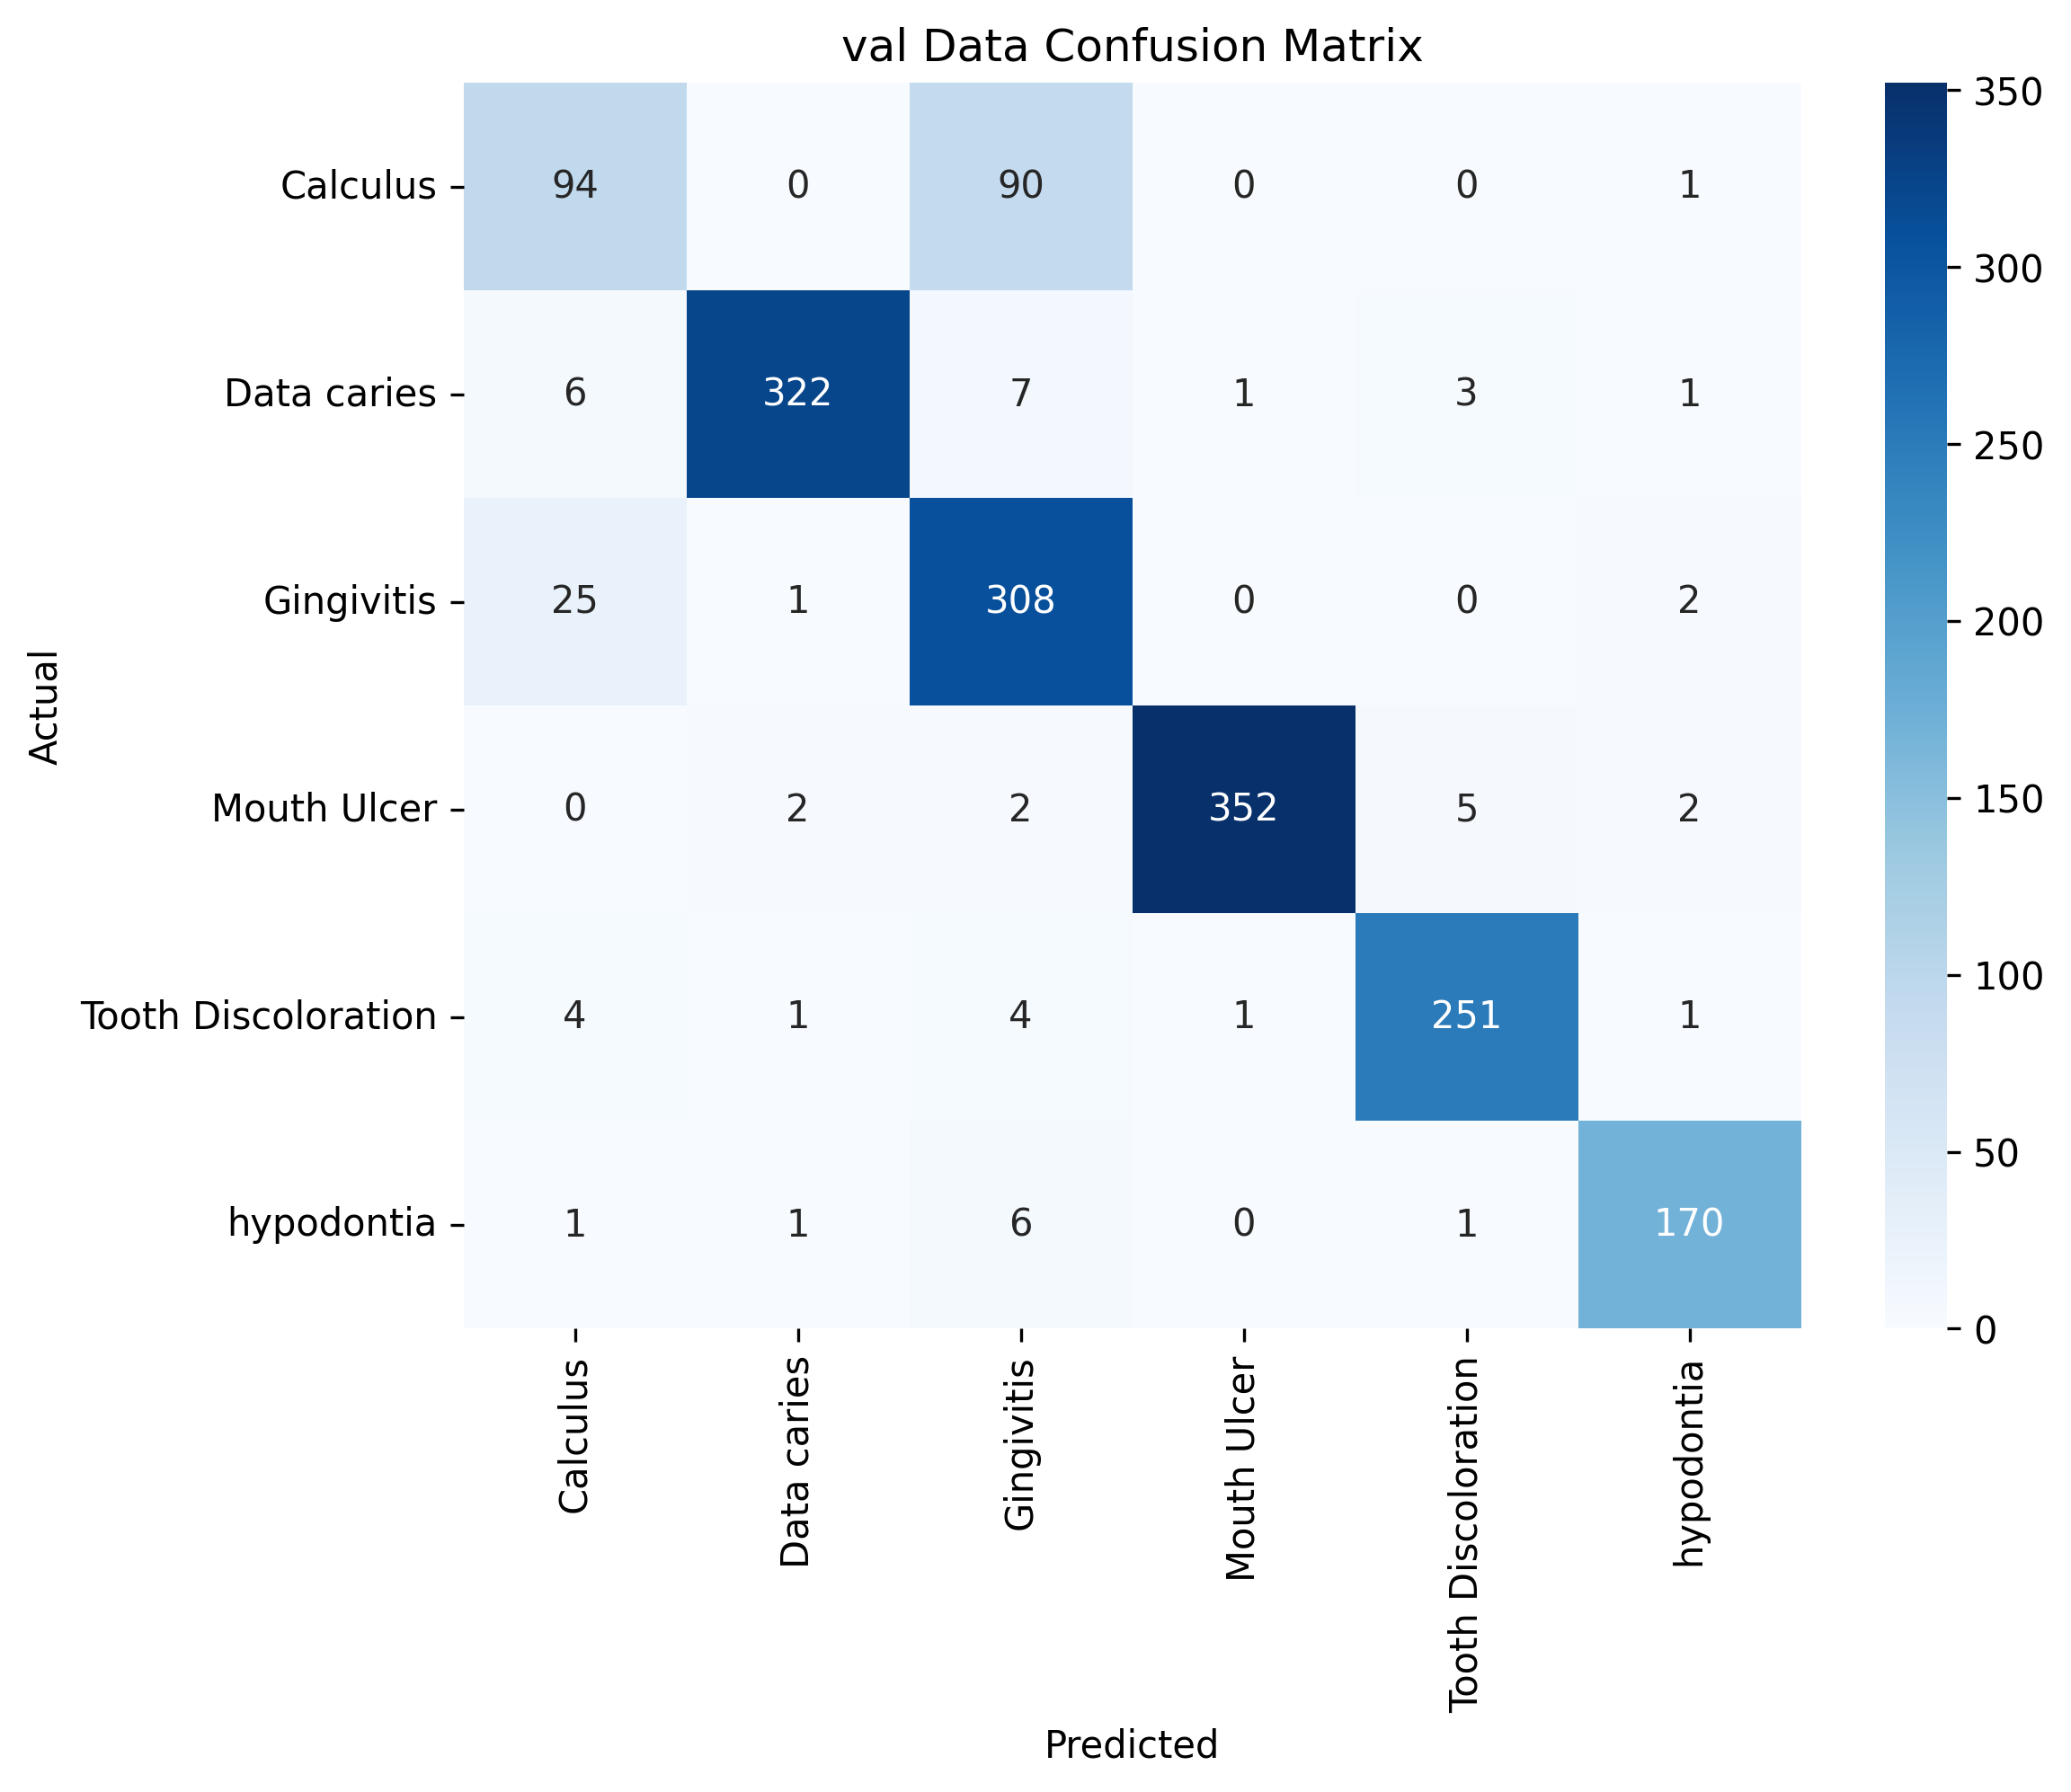 val Data Confusion Matrix
Calculus 94 0 90 0 0 1
Data caries 6 322 7 1 3 1
Gingivitis 25 1 308 0 0 2
Mouth Ulcer 0 2 2 352 5 2
Tooth Discoloration 4 1 4 1 251 1
hypodontia 1 1 6 0 1 170
Actual
Calculus
Data caries
Gingivitis
Mouth Ulcer
Tooth Discoloration
hypodontia
Predicted
350
300
250
200
150
100
50
0